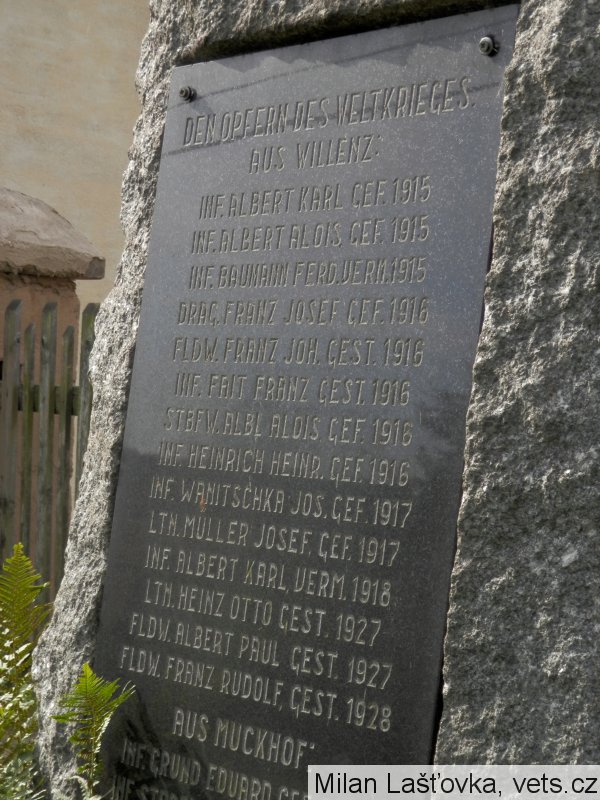 DEN OPFERN DES WELTKRIEGES.
AUS WILLENZ:
INF. ALBERT KARL GEF. 1915
INF. ALBERT ALOIS, GEF. 1915
INF. BAUMANN FERD. VERM. 1915
DRAG. FRANZ JOSEF GEF. 1916
FLDW. FRANZ JOH. GEST. 1916
INF. FAIT FRANZ GEST. 1916
STBFW. ALBL ALOIS GEF. 1916
INF. HEINRICH HEINR. GEF. 1916
INF. WANITSCHKA JOS. GEF. 1917
LTN. MÜLLER JOSEF, GEF. 1917
INF. ALBERT KARL, VERM. 1918
LTN. HEINZ OTTO GEST. 1927
FLDW. ALBERT PAUL GEST. 1927
FLDW. FRANZ RUDOLF, GEST. 1928
AUS MUCKHOF:
INF. GRUND EDUARD
INF.
Milan Lašťovka, vets.cz